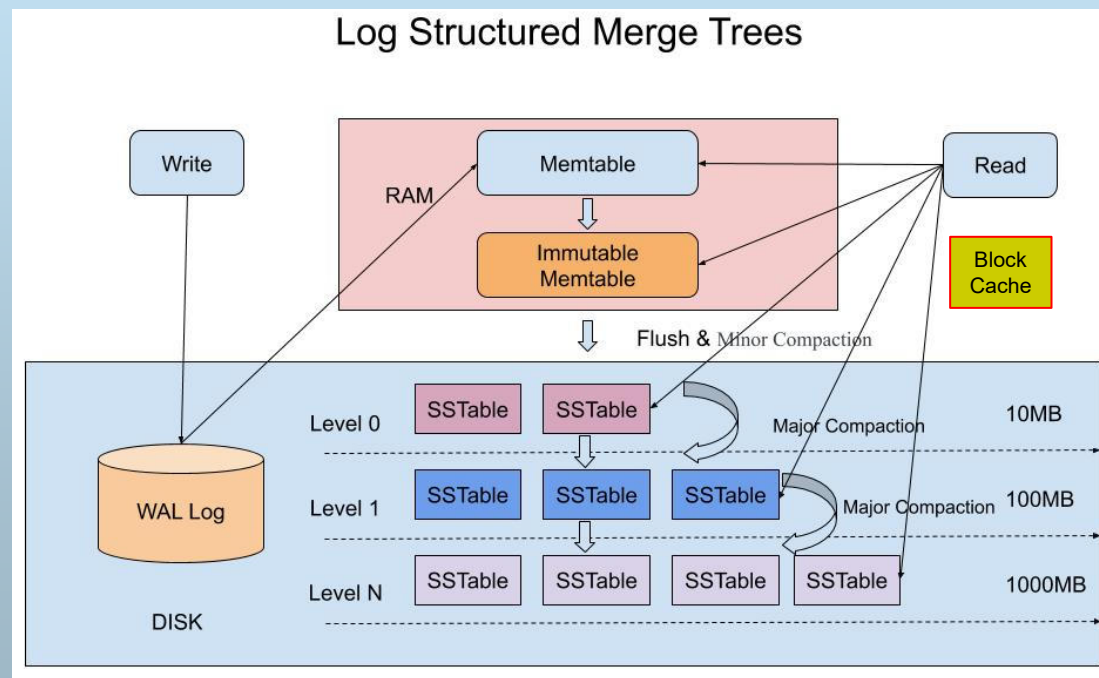 Log Structured Merge Trees
Write
Memtable
Read
RAM
Immutable
Memtable
Block
Cache
Flush & Minor Compaction
Level 0
SSTable
SSTable
Major Compaction
10MB
WAL Log
Level 1
SSTable
SSTable
SSTable
Major Compaction
100MB
Level N
SSTable
SSTable
SSTable
SSTable
1000MB
DISK